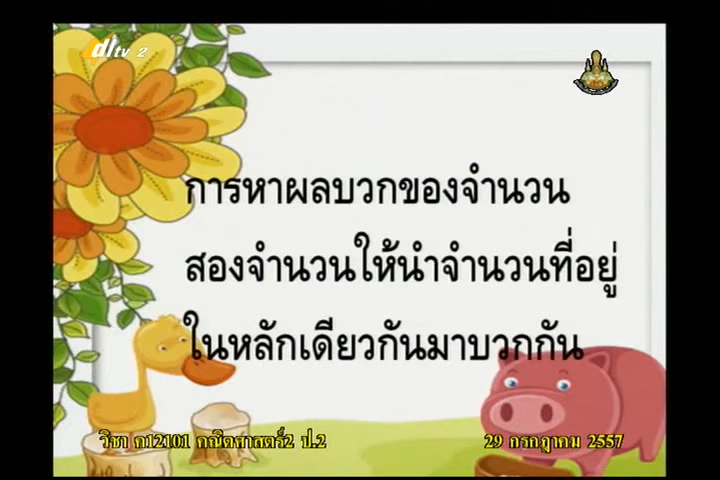 dltv 2
การหาผลบวกของจำนวน
สองจำนวนให้นำจำนวนที่อยู่
ในหลักเดียวกันมาบวกกัน
วิชา ค12101 คณิตศาสตร์2 ป.2
29 กรกฎาคม 2557